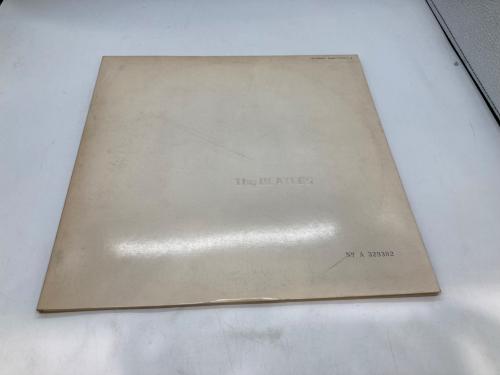 The BEATLES
Nº A 329382